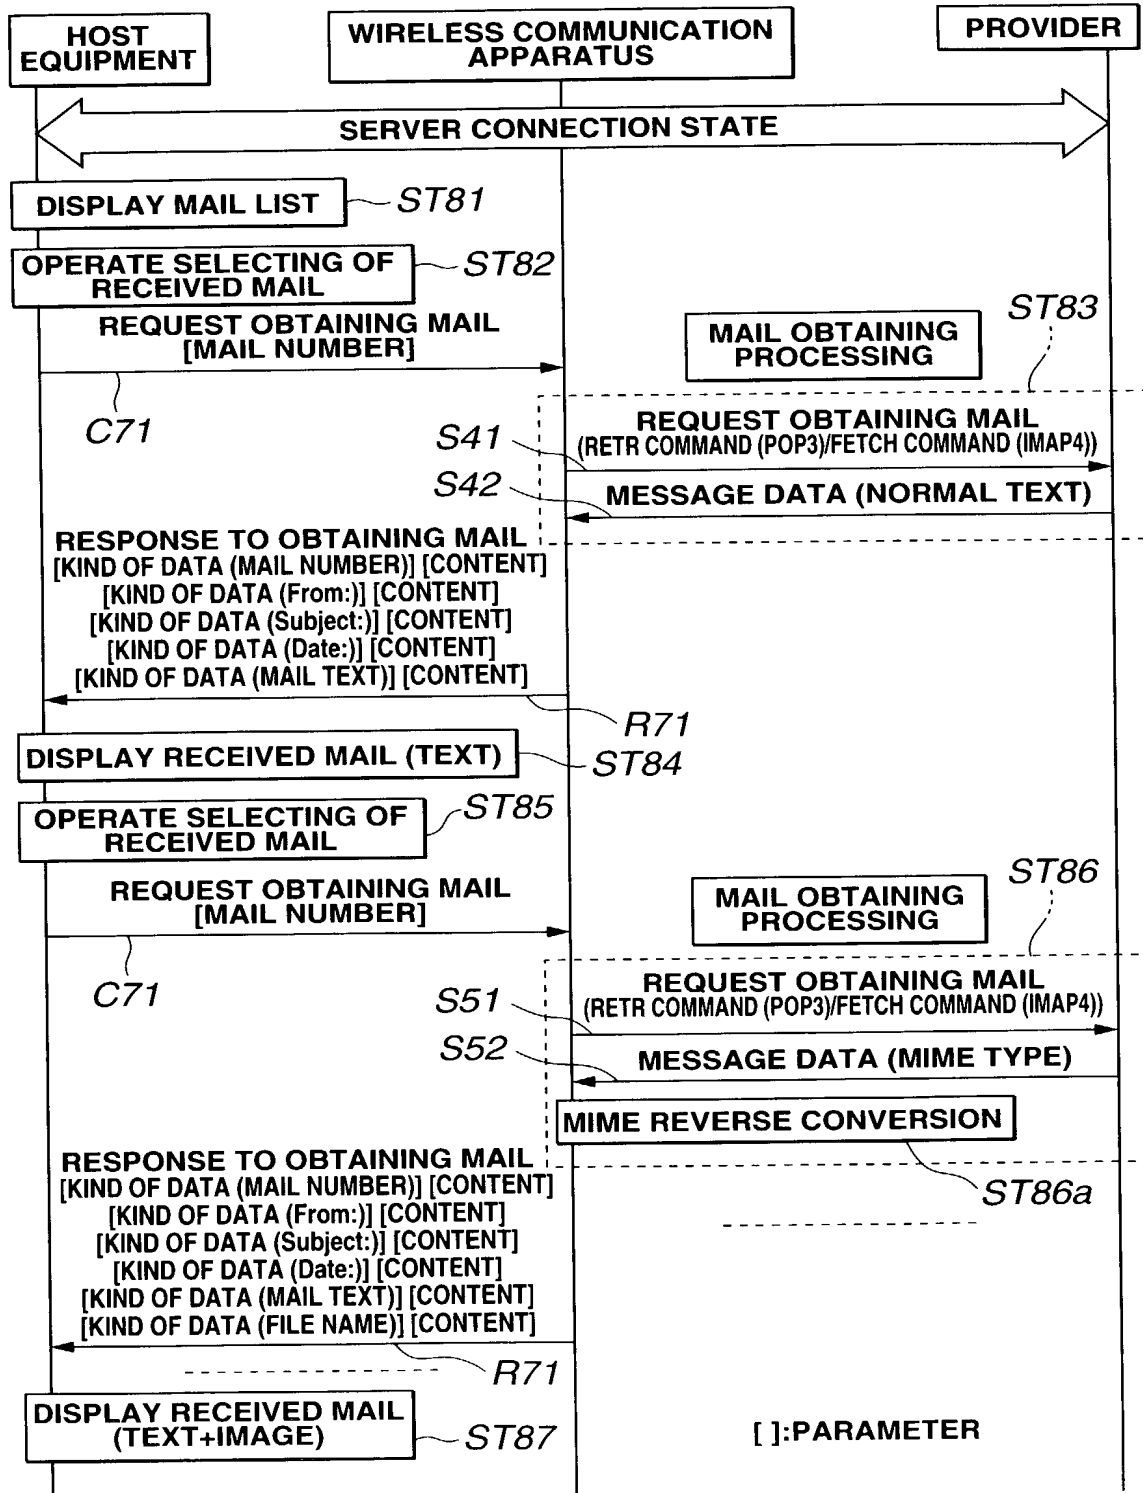 HOST
EQUIPMENT
WIRELESS COMMUNICATION
APPARATUS
PROVIDER
SERVER CONNECTION STATE
DISPLAY MAIL LIST
ST81
OPERATE SELECTING OF
RECEIVED MAIL
ST82
REQUEST OBTAINING MAIL
[MAIL NUMBER]
C71
MAIL OBTAINING
PROCESSING
ST83
REQUEST OBTAINING MAIL
(RETR COMMAND (POP3)/FETCH COMMAND (IMAP4))
S41
MESSAGE DATA (NORMAL TEXT)
S42
RESPONSE TO OBTAINING MAIL
[KIND OF DATA (MAIL NUMBER)] [CONTENT]
[KIND OF DATA (From:)] [CONTENT]
[KIND OF DATA (Subject:)] [CONTENT]
[KIND OF DATA (Date:)] [CONTENT]
[KIND OF DATA (MAIL TEXT)] [CONTENT]
R71
DISPLAY RECEIVED MAIL (TEXT)
ST84
OPERATE SELECTING OF
RECEIVED MAIL
ST85
REQUEST OBTAINING MAIL
[MAIL NUMBER]
C71
MAIL OBTAINING
PROCESSING
ST86
REQUEST OBTAINING MAIL
(RETR COMMAND (POP3)/FETCH COMMAND (IMAP4))
S51
MESSAGE DATA (MIME TYPE)
S52
MIME REVERSE CONVERSION
ST86a
RESPONSE TO OBTAINING MAIL
[KIND OF DATA (MAIL NUMBER)] [CONTENT]
[KIND OF DATA (From:)] [CONTENT]
[KIND OF DATA (Subject:)] [CONTENT]
[KIND OF DATA (Date:)] [CONTENT]
[KIND OF DATA (MAIL TEXT)] [CONTENT]
[KIND OF DATA (FILE NAME)] [CONTENT]
R71
DISPLAY RECEIVED MAIL
(TEXT+IMAGE)
ST87
[ ]:PARAMETER